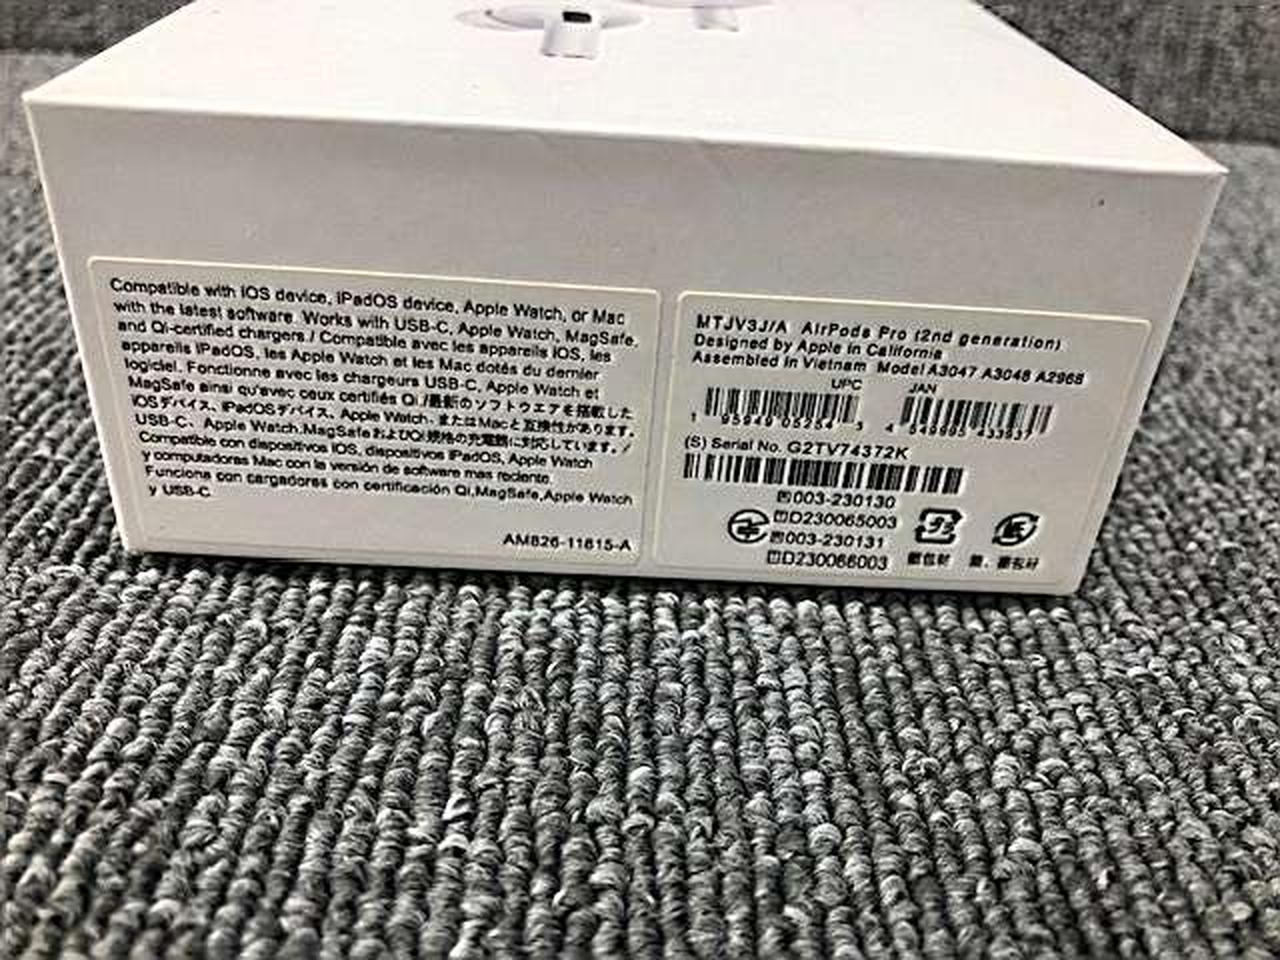 Compatible with iOS device, iPadOS device, Apple Watch, or Mac
with the latest software. Works with USB-C, Apple Watch, MagSafe,
and Qi-certified chargers./ Compatible avec les appareils iOS, les
appareils iPadOS, les Apple Watch et les Mac dotés du dernier
logiciel. Fonctionne avec les chargeurs USB-C, Apple Watch et
MagSafe ainsi qu'avec ceux certifiés Qi./最新のソフトウエアを搭載した
iOSデバイス、iPadOSデバイス、Apple Watch、またはMacと互換性があります。
USB-C、Apple Watch,MagSafeおよびQi規格の充電器に対応しています。/
Compatible con dispositivos iOS, dispositivos iPadOS, Apple Watch
y computadoras Mac con la versión de software mas reciente.
Funciona con cargadores con certificación Qi,MagSafe,Apple Watch
y USB-C.
AM826-11815-A
MTJV3J/A AirPods Pro (2nd generation)
Designed by Apple in California
Assembled in Vietnam Model A3047 A3048 A2968
UPC JAN
1 95949 05254 3
(S) Serial No. G2TV74372K
003-230130
D230065003
003-231131
D230066003